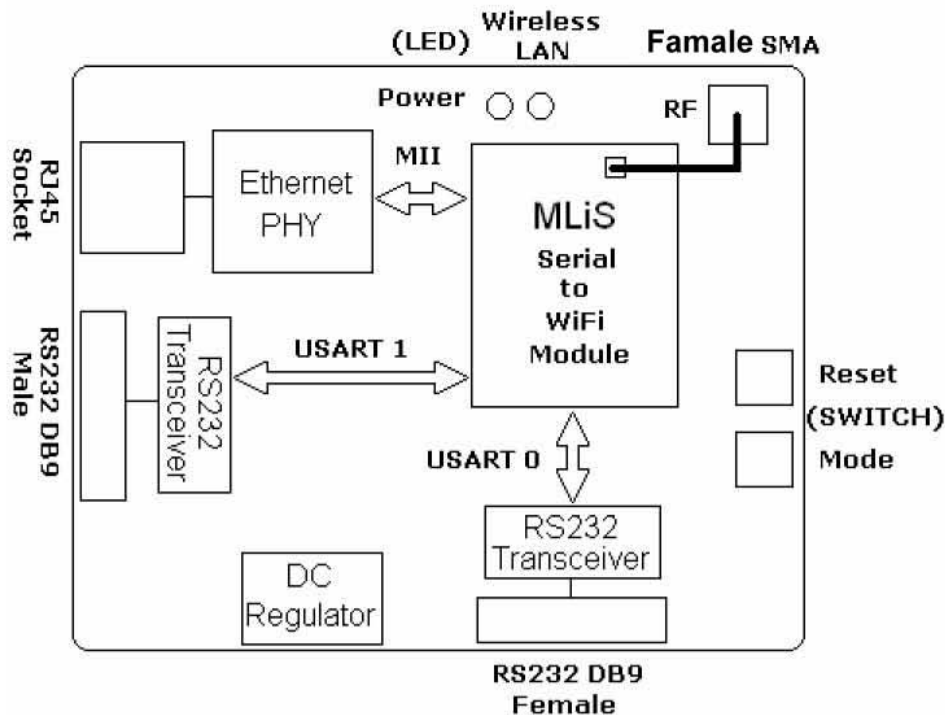 (LED)
Wireless
LAN
Famale SMA
Power
RF
RJ45
Socket
Ethernet
PHY
MII
MLiS
Serial
to
WiFi
Module
RS232 DB9
Male
RS232
Transceiver
USART 1
Reset
(SWITCH)
Mode
USART 0
RS232
Transceiver
DC
Regulator
RS232 DB9
Female